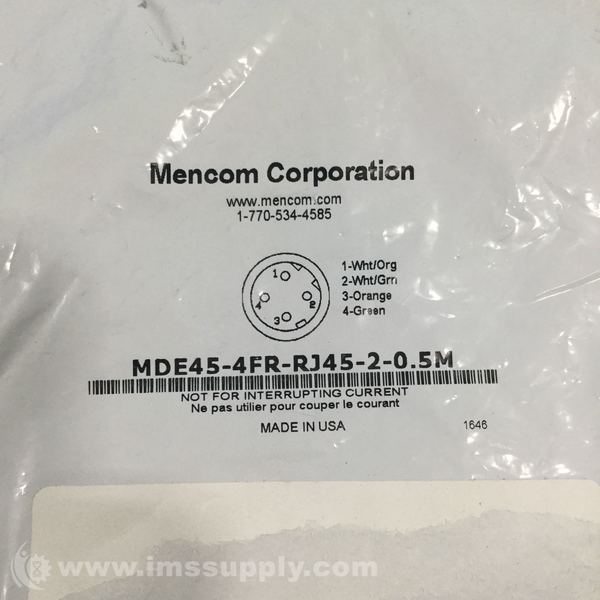 Mencom Corporation
www.mencom.com
1-770-534-4585
1
2
3
4
1-Wht/Org
2-Wht/Grn
3-Orange
4-Green
MDE45-4FR-RJ45-2-0.5M
NOT FOR INTERRUPTING CURRENT
Ne pas utilier pour couper le courant
MADE IN USA 1646
www.imssupply.com